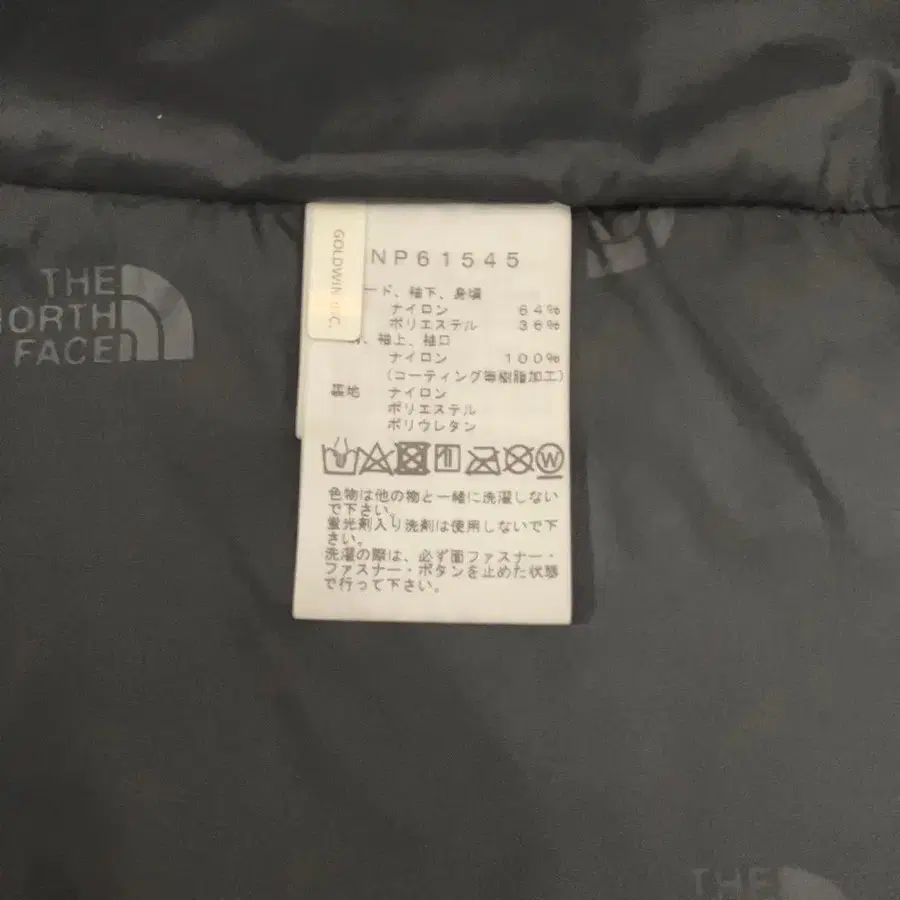 THE
NORTH
FACE
GOLDWIN INC.
NP61545
ード、袖下、身頃
ナイロン 64%
ポリエステル 36%
、袖上、袖口
ナイロン 100%
(コーティング等樹脂加工)
裏地 ナイロン
ポリエステル
ポリウレタン
W
色物は他の物と一緒に洗濯しない
で下さい。
蛍光剤入り洗剤は使用しないで下
さい。
洗濯の際は、必ず面ファスナー・
ファスナー・ボタンを止めた状態
で行って下さい。
THE